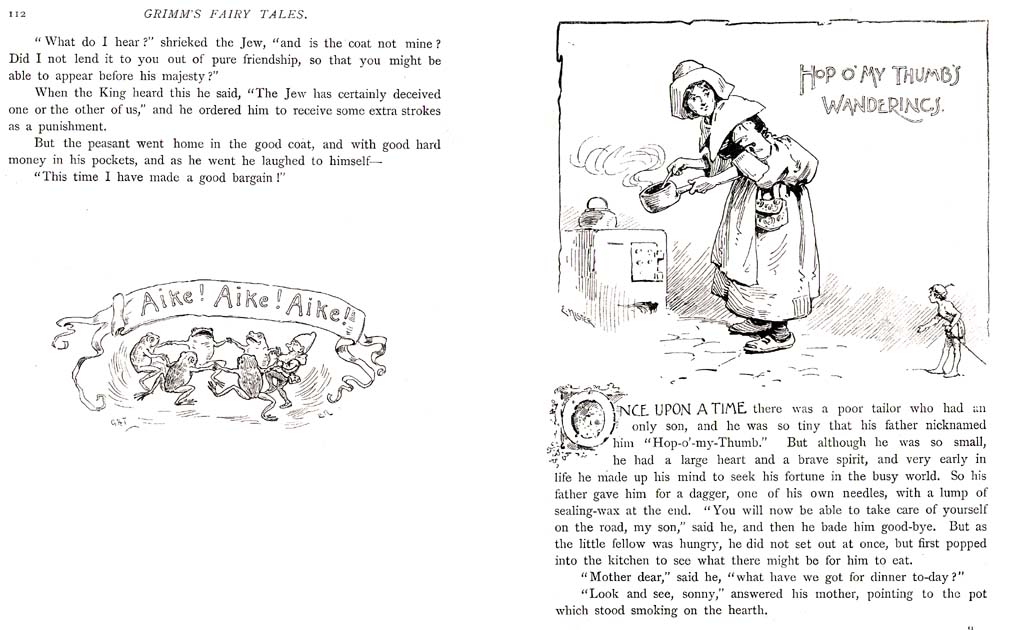 112 GRIMM'S FAIRY TALES.
"What do I hear?" shrieked the Jew, "and is the coat not mine?
Did I not lend it to you out of pure friendship, so that you might be
able to appear before his majesty?"
When the King heard this he said, "The Jew has certainly deceived
one or the other of us," and he ordered him to receive some extra strokes
as a punishment.
But the peasant went home in the good coat, and with good hard
money in his pockets, and as he went he laughed to himself—
"This time I have made a good bargain!"
Aike! Aike! Aike!
HOP O' MY THUMB'S
WANDERINGS.
ONCE UPON A TIME there was a poor tailor who had an
only son, and he was so tiny that his father nicknamed
him "Hop-o'-my-Thumb." But although he was so small,
he had a large heart and a brave spirit, and very early in
life he made up his mind to seek his fortune in the busy world. So his
father gave him for a dagger, one of his own needles, with a lump of
sealing-wax at the end. "You will now be able to take care of yourself
on the road, my son," said he, and then he bade him good-bye. But as
the little fellow was hungry, he did not set out at once, but first popped
into the kitchen to see what there might be for him to eat.
"Mother dear," said he, "what have we got for dinner to-day?"
"Look and see, sonny," answered his mother, pointing to the pot
which stood smoking on the hearth.